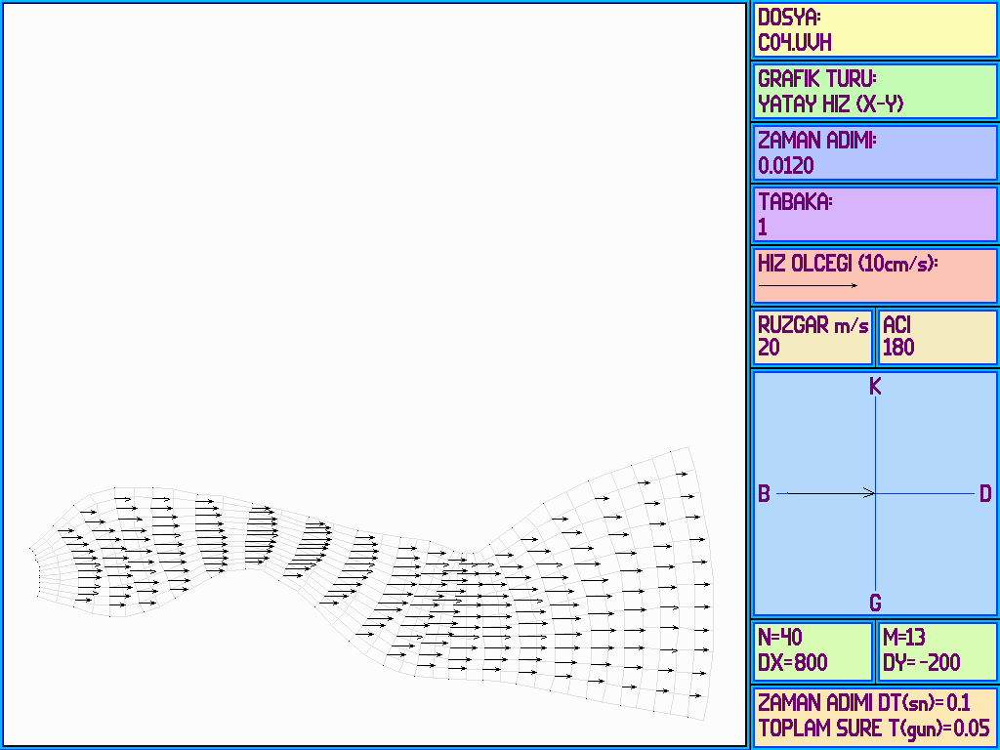 DOSYA:
C04.UVH
GRAFIK TURU:
YATAY HIZ (X-Y)
ZAMAN ADIMI:
0.0120
TABAKA:
1
HIZ OLCEGI (10cm/s):
RUZGAR m/s
20
ACI
180
K
B
D
G
N=40
DX=800
M=13
DY=-200
ZAMAN ADIMI DT(sn)=0.1
TOPLAM SURE T(gun)=0.05